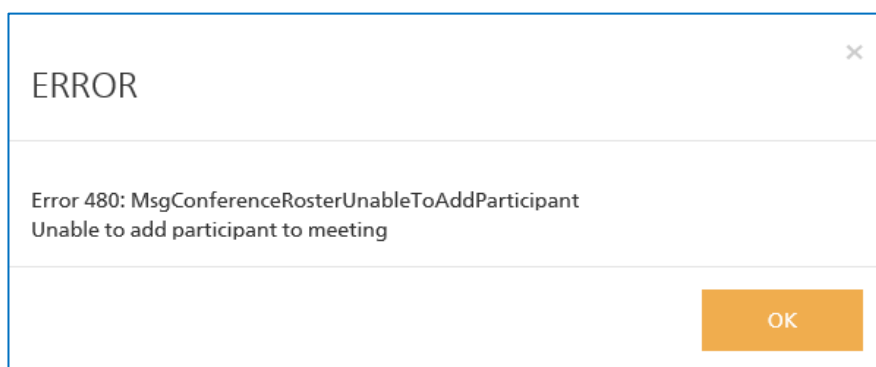 ×
ERROR
Error 480: MsgConferenceRosterUnableToAddParticipant
Unable to add participant to meeting
OK